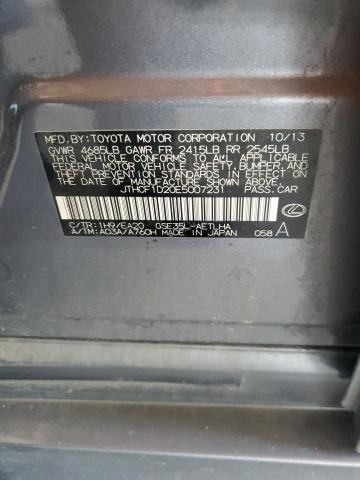 MFD.BY:TOYOTA MOTOR CORPORATION 10/13
GVWR 4685LB GAWR FR 2415LB RR 2545LB
THIS VEHICLE CONFORMS TO ALL APPLICABLE
FEDERAL MOTOR VEHICLE SAFETY,BUMPER,AND
THEFT PREVENTION STANDARDS IN EFFECT ON
THE DATE OF MANUFACTURE SHOWN ABOVE.
JTHCF1D20E5007231 PASS.CAR
C/TR:1H9/EA20 GSE35L-AETLHA
A/TM:A03A/A760H MADE IN JAPAN 058 A